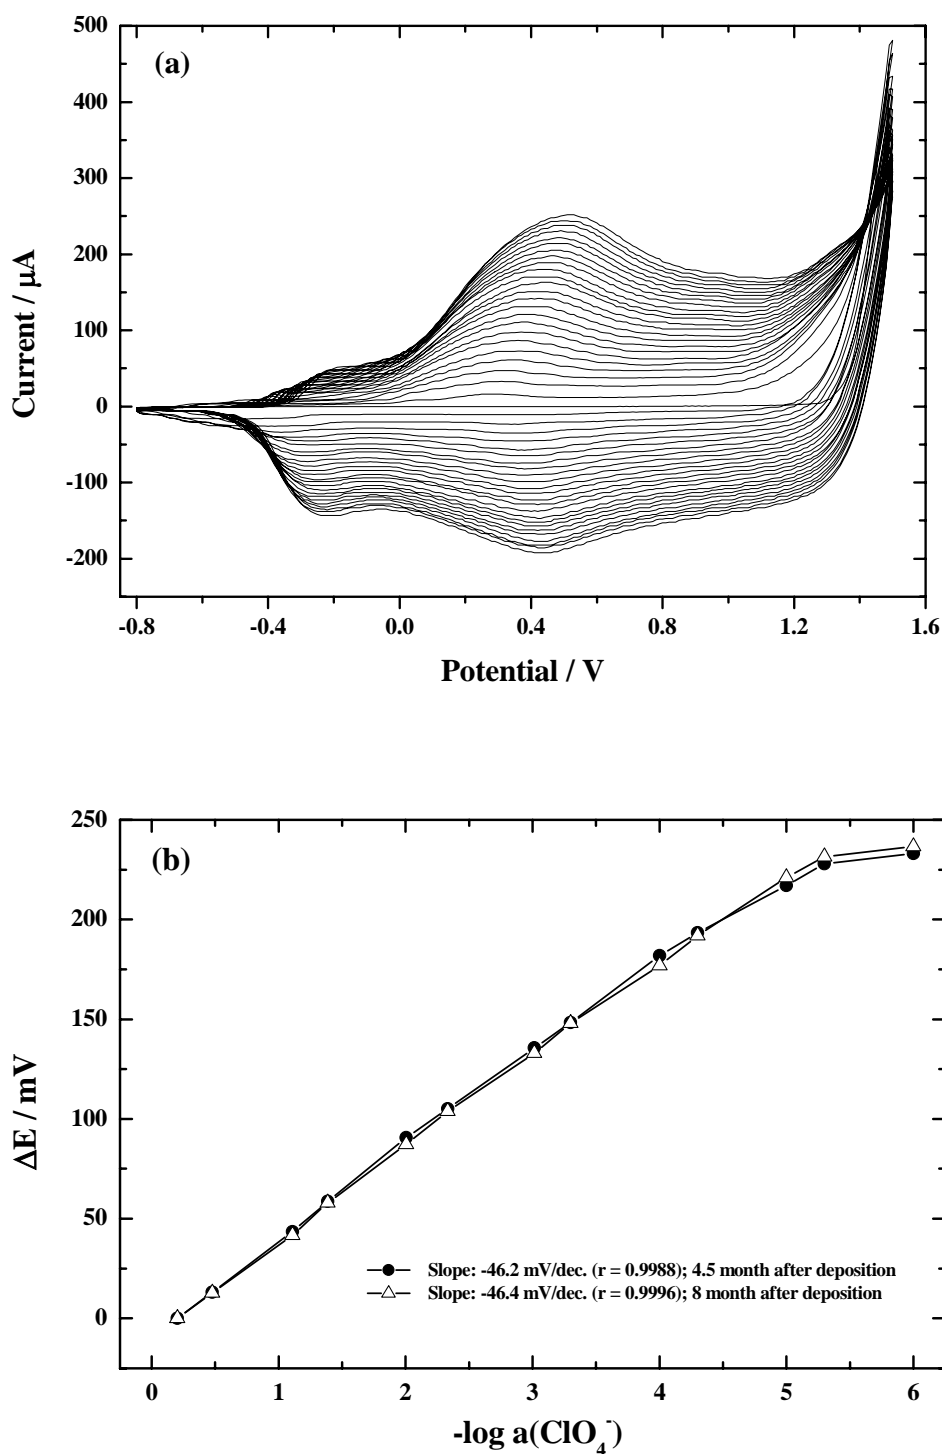 (a)
500
400
300
200
100
0
-100
-200
Current / µA
-0.8 -0.4 0.0 0.4 0.8 1.2 1.6
Potential / V
(b)
250
200
150
100
50
0
ΔE / mV
Slope: -46.2 mV/dec. (r = 0.9988); 4.5 month after deposition
Slope: -46.4 mV/dec. (r = 0.9996); 8 month after deposition
0 1 2 3 4 5 6
-log a(ClO₄⁻)